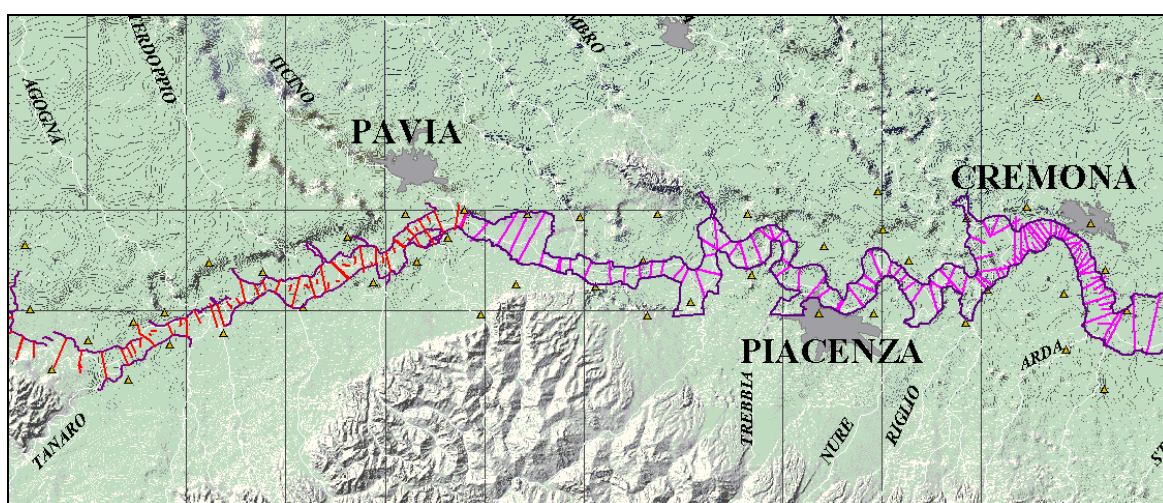 TERDOPPIO
TICINO
AGOGNA
PAVIA
CREMONA
PIACENZA
ARDA
TREBBIA
RIGLIO
NURE
TANARO